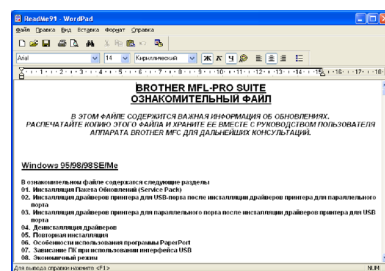 ReadMe91 - WordPad
Файл Правка Вид Вставка Формат Справка
Arial 14 Кириллический Ж К Ч
BROTHER MFL-PRO SUITE
ОЗНАКОМИТЕЛЬНЫЙ ФАЙЛ
В ЭТОМ ФАЙЛЕ СОДЕРЖИТСЯ ВАЖНАЯ ИНФОРМАЦИЯ ОБ ОБНОВЛЕНИЯХ.
РАСПЕЧАТАЙТЕ КОПИЮ ЭТОГО ФАЙЛА И ХРАНИТЕ ЕЕ ВМЕСТЕ С РУКОВОДСТВОМ ПОЛЬЗОВАТЕЛЯ
АППАРАТА BROTHER MFC ДЛЯ ДАЛЬНЕЙШИХ КОНСУЛЬТАЦИЙ.
Windows 95/98/98SE/Me
В ознакомительном файле содержатся следующие разделы
01. Инсталляция Пакета Обновлений (Service Pack)
02. Инсталляция драйверов принтера для USB-порта после инсталляции драйверов принтера для параллельного
порта
03. Инсталляция драйверов принтера для параллельного порта после инсталляции драйверов принтера для USB
порта
04. Деинсталляция драйверов
05. Повторная инсталляция
06. Особенности использования программы PaperPort
07. Зависание ПК при использовании интерфейса USB
08. Экономичный режим
Для вывода справки нажмите <F1>
NUM